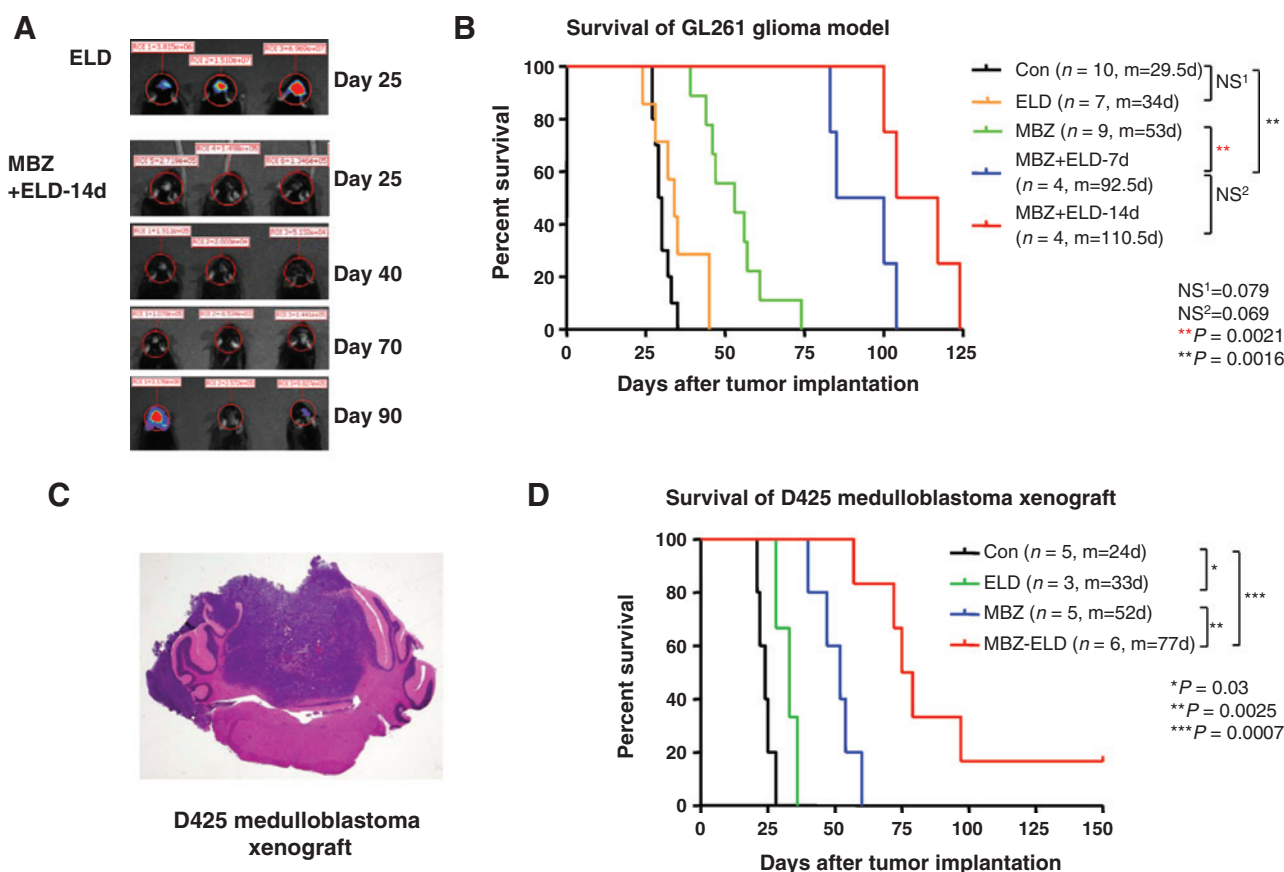 A
ELD
Day 25
MBZ
+ELD-14d
Day 25
Day 40
Day 70
Day 90
B
Survival of GL261 glioma model
Percent survival
100
80
60
40
20
0
0 25 50 75 100 125
Days after tumor implantation
Con (n = 10, m=29.5d)
ELD (n = 7, m=34d)
MBZ (n = 9, m=53d)
MBZ+ELD-7d
(n = 4, m=92.5d)
MBZ+ELD-14d
(n = 4, m=110.5d)
NS¹
**
NS²
**
NS¹=0.079
NS²=0.069
**P = 0.0021
**P = 0.0016
C
D425 medulloblastoma
xenograft
D
Survival of D425 medulloblastoma xenograft
Percent survival
100
80
60
40
20
0
0 25 50 75 100 125 150
Days after tumor implantation
Con (n = 5, m=24d)
ELD (n = 3, m=33d)
MBZ (n = 5, m=52d)
MBZ-ELD (n = 6, m=77d)
*
**
***
*P = 0.03
**P = 0.0025
***P = 0.0007